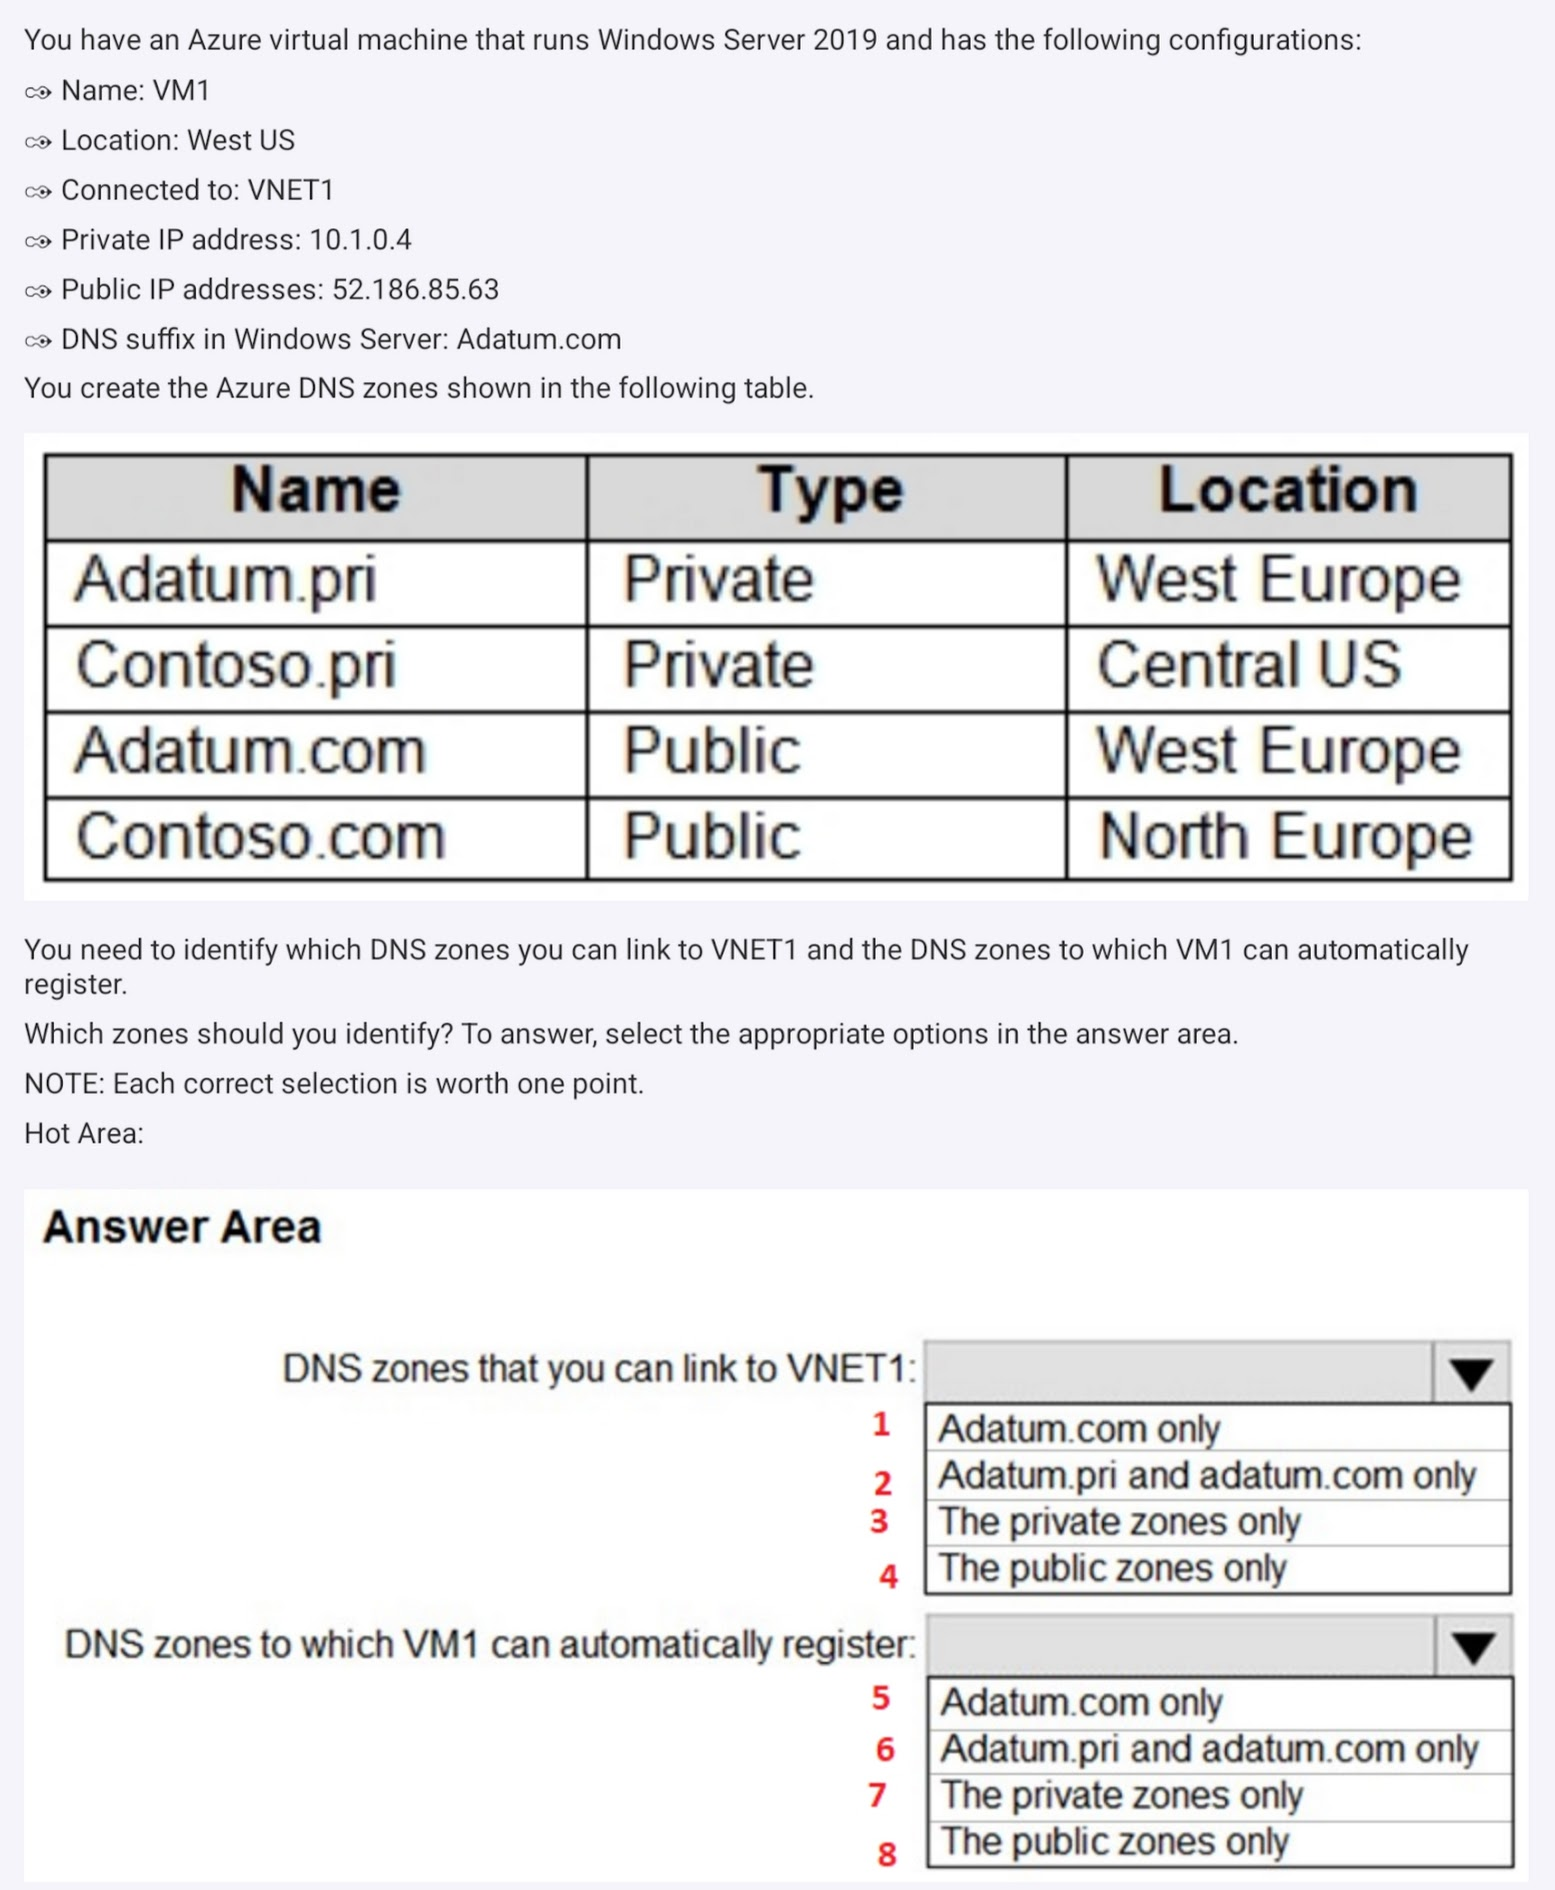 You have an Azure virtual machine that runs Windows Server 2019 and has the following configurations:
Name: VM1
Location: West US
Connected to: VNET1
Private IP address: 10.1.0.4
Public IP addresses: 52.186.85.63
DNS suffix in Windows Server: Adatum.com
You create the Azure DNS zones shown in the following table.
Name Type Location
Adatum.pri Private West Europe
Contoso.pri Private Central US
Adatum.com Public West Europe
Contoso.com Public North Europe
You need to identify which DNS zones you can link to VNET1 and the DNS zones to which VM1 can automatically
register.
Which zones should you identify? To answer, select the appropriate options in the answer area.
NOTE: Each correct selection is worth one point.
Hot Area:
Answer Area
DNS zones that you can link to VNET1:
1 Adatum.com only
2 Adatum.pri and adatum.com only
3 The private zones only
4 The public zones only
DNS zones to which VM1 can automatically register:
5 Adatum.com only
6 Adatum.pri and adatum.com only
7 The private zones only
8 The public zones only